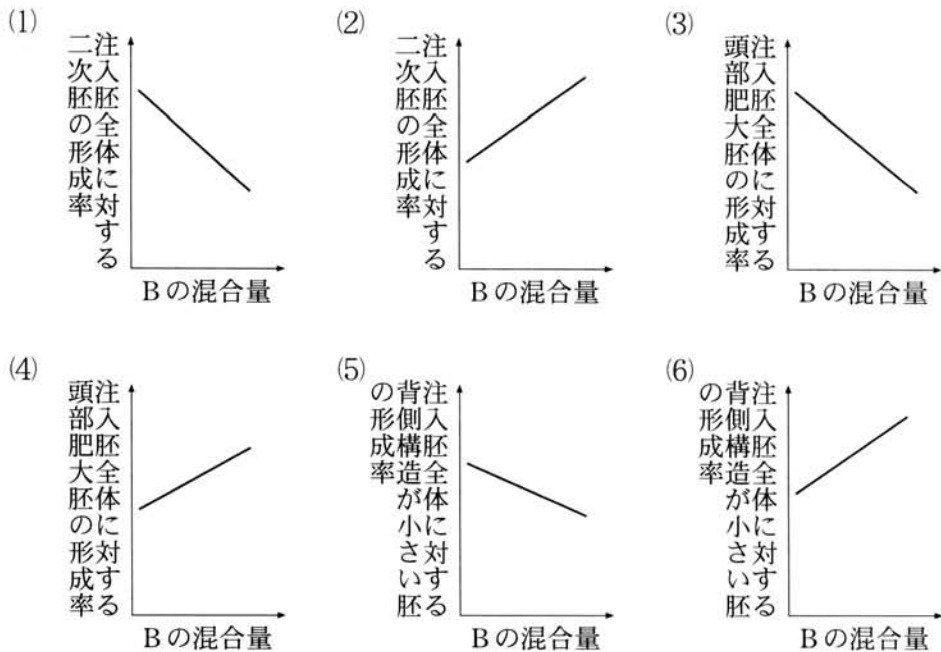 (1)
注入胚全体に対する
二次胚の形成率
Bの混合量
(2)
注入胚全体に対する
二次胚の形成率
Bの混合量
(3)
注入胚全体に対する
頭部肥大胚の形成率
Bの混合量
(4)
注入胚全体に対する
頭部肥大胚の形成率
Bの混合量
(5)
注入胚全体に対する
背側構造が小さい胚
の形成率
Bの混合量
(6)
注入胚全体に対する
背側構造が小さい胚
の形成率
Bの混合量